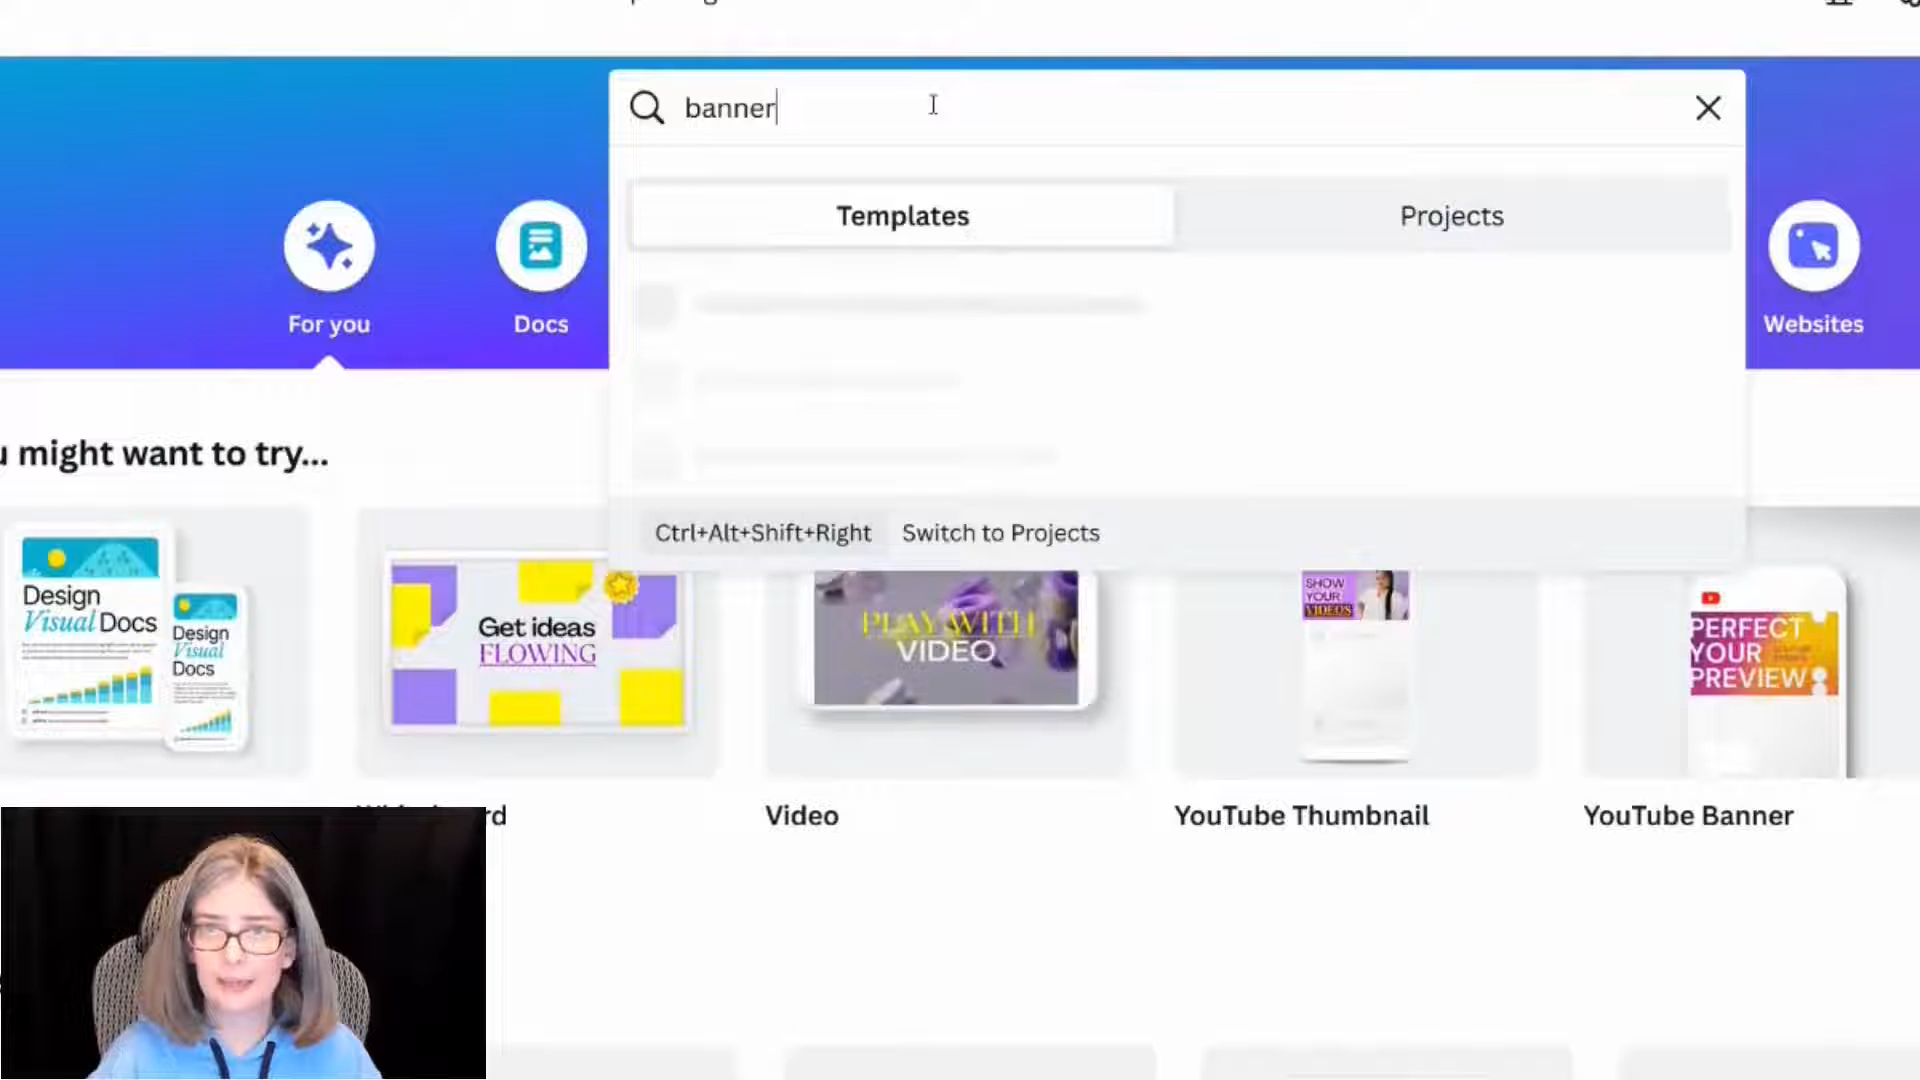 banner
Templates
Projects
For you
Docs
Websites
might want to try...
Ctrl+Alt+Shift+Right
Switch to Projects
Design
Visual Docs
Design
Visual
Docs
Get ideas
FLOWING
PLAY WITH
VIDEO
SHOW
YOUR
VIDEOS
PERFECT
YOUR
PREVIEW
Video
YouTube Thumbnail
YouTube Banner